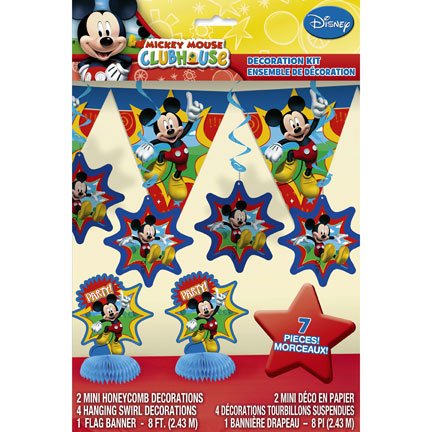 MICKEY MOUSE
CLUBHOUSE
Disney
DECORATION KIT
ENSEMBLE DE DÉCORATION
PARTY!
PARTY!
7
PIECES!
MORCEAUX!
2 MINI HONEYCOMB DECORATIONS
4 HANGING SWIRL DECORATIONS
1 FLAG BANNER - 8 FT. (2.43 M)
2 MINI DÉCO EN PAPIER
4 DÉCORATIONS TOURBILLONS SUSPENDUES
1 BANNIÈRE DRAPEAU - 8 PI (2.43 M)